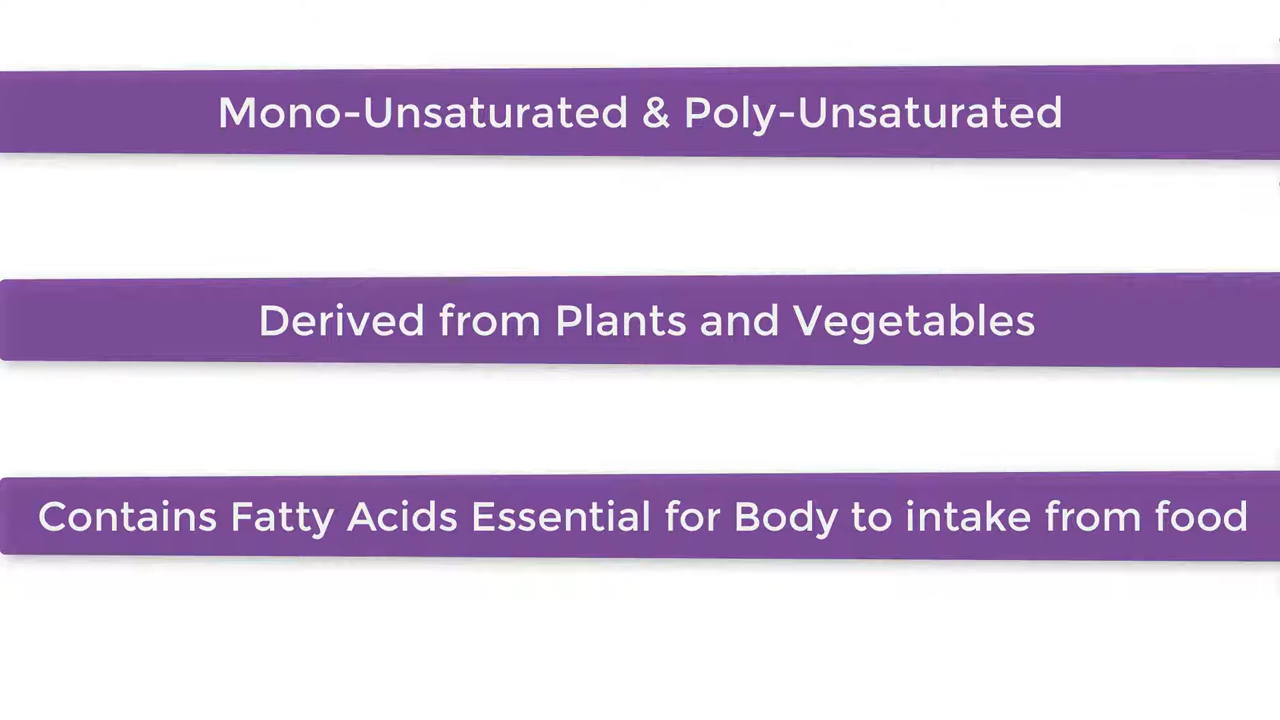 Mono-Unsaturated & Poly-Unsaturated
Derived from Plants and Vegetables
Contains Fatty Acids Essential for Body to intake from food